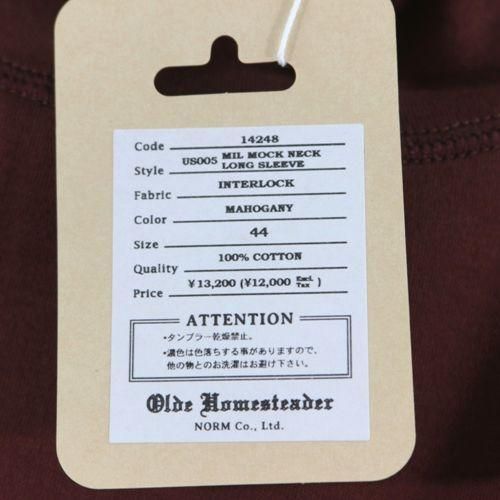 Code 14248
Style US005 MIL MOCK NECK
LONG SLEEVE
Fabric INTERLOCK
Color MAHOGANY
Size 44
Quality 100% COTTON
Price ¥13,200 (¥12,000 Excl. Tax )
ATTENTION
・タンブラー乾燥禁止。
・濃色は色落ちする事がありますので、
他の物とのお洗濯はお避け下さい。
Olde Homesteader
NORM Co., Ltd.